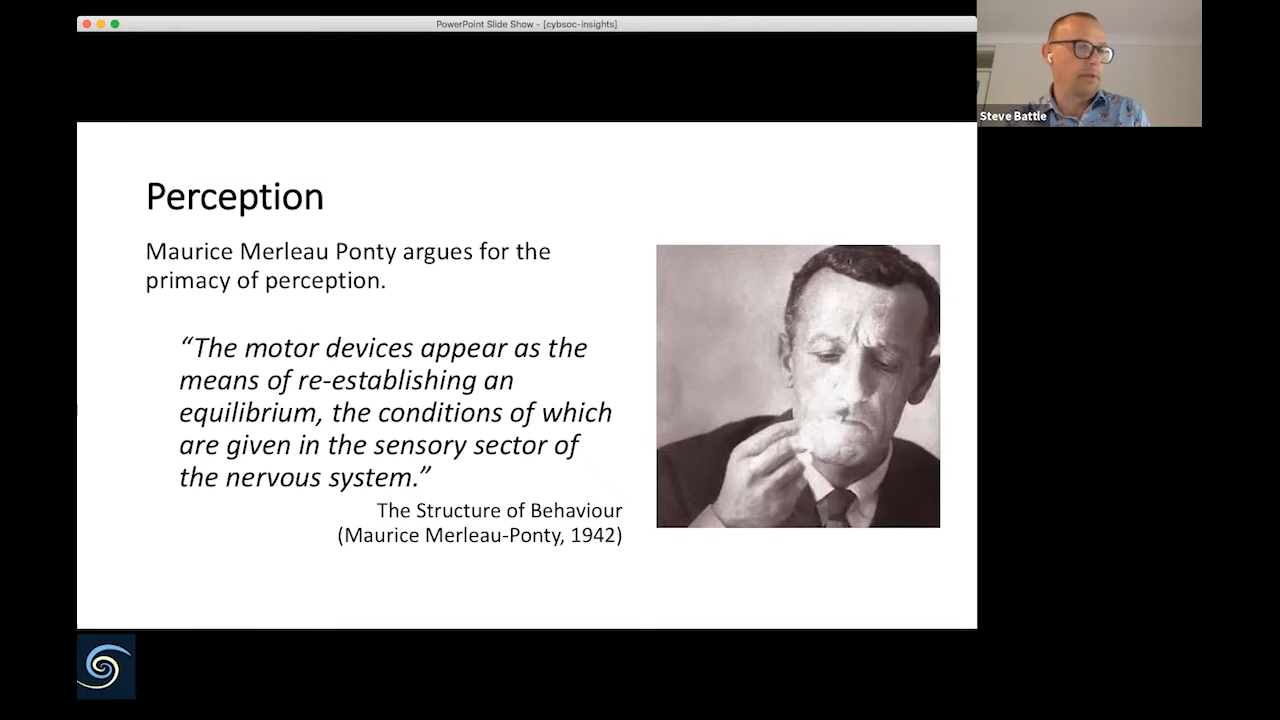 PowerPoint Slide Show - [cybsoc-insights]
Steve Battle
Perception
Maurice Merleau Ponty argues for the
primacy of perception.
“The motor devices appear as the
means of re-establishing an
equilibrium, the conditions of which
are given in the sensory sector of
the nervous system.”
The Structure of Behaviour
(Maurice Merleau-Ponty, 1942)